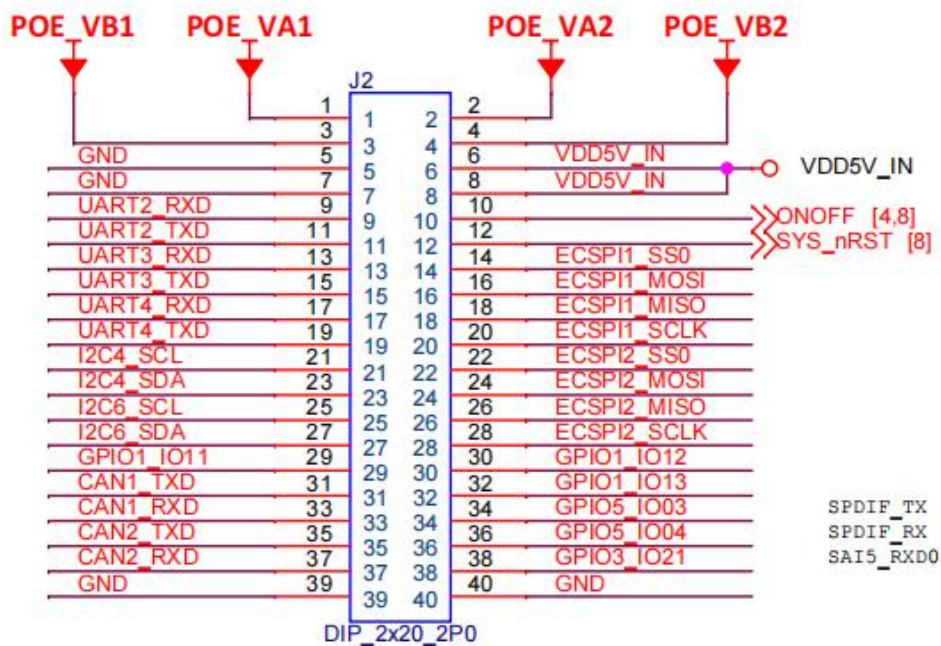 POE_VB1 POE_VA1 POE_VA2 POE_VB2
J2
1 1 2 2
3 3 4 4
GND 5 5 6 6 VDD5V_IN VDD5V_IN
GND 7 7 8 8 VDD5V_IN
UART2_RXD 9 9 10 10 ONOFF [4,8]
UART2_TXD 11 11 12 12 SYS_nRST [8]
UART3_RXD 13 13 14 14 ECSPI1_SS0
UART3_TXD 15 15 16 16 ECSPI1_MOSI
UART4_RXD 17 17 18 18 ECSPI1_MISO
UART4_TXD 19 19 20 20 ECSPI1_SCLK
I2C4_SCL 21 21 22 22 ECSPI2_SS0
I2C4_SDA 23 23 24 24 ECSPI2_MOSI
I2C6_SCL 25 25 26 26 ECSPI2_MISO
I2C6_SDA 27 27 28 28 ECSPI2_SCLK
GPIO1_IO11 29 29 30 30 GPIO1_IO12
CAN1_TXD 31 31 32 32 GPIO1_IO13
CAN1_RXD 33 33 34 34 GPIO5_IO03 SPDIF_TX
CAN2_TXD 35 35 36 36 GPIO5_IO04 SPDIF_RX
CAN2_RXD 37 37 38 38 GPIO3_IO21 SAI5_RXD0
GND 39 39 40 40 GND
DIP_2x20_2P0